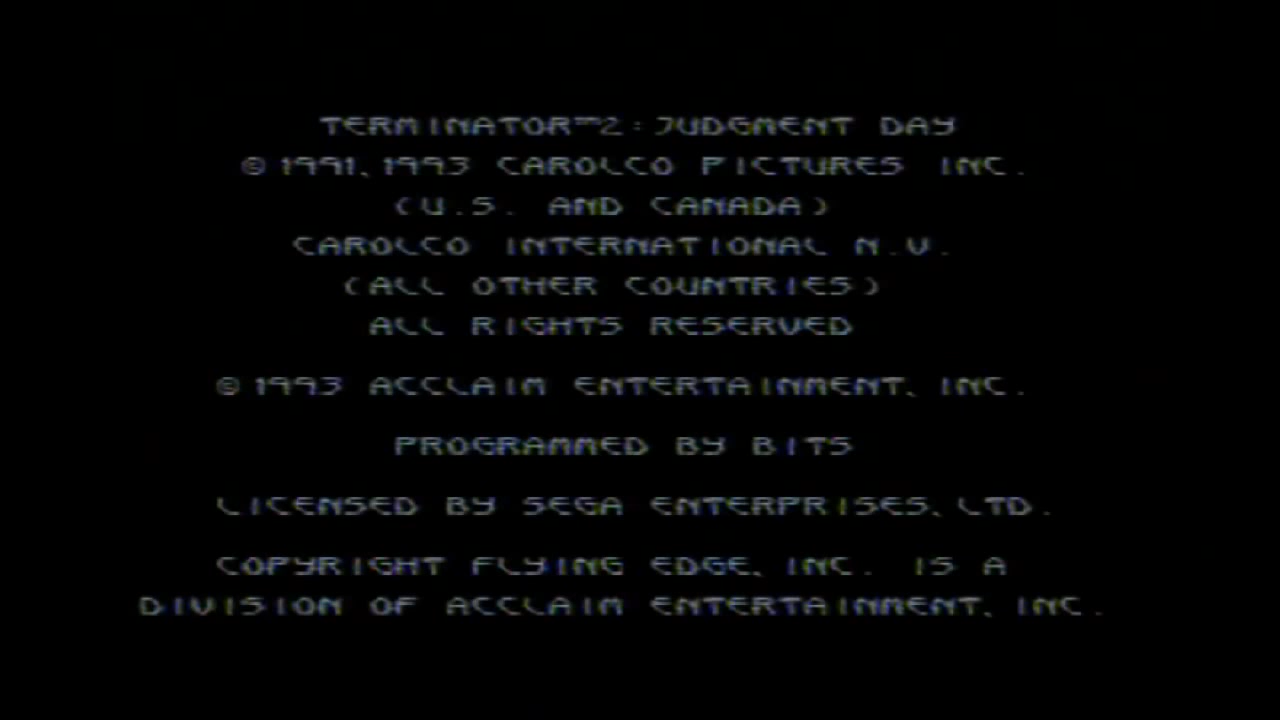 TERMINATOR™2:JUDGMENT DAY
©1991,1993 CAROLCO PICTURES INC.
(U.S. AND CANADA)
CAROLCO INTERNATIONAL N.V.
(ALL OTHER COUNTRIES)
ALL RIGHTS RESERVED
©1993 ACCLAIM ENTERTAINMENT, INC.
PROGRAMMED BY BITS
LICENSED BY SEGA ENTERPRISES, LTD.
COPYRIGHT FLYING EDGE, INC. IS A
DIVISION OF ACCLAIM ENTERTAINMENT, INC.